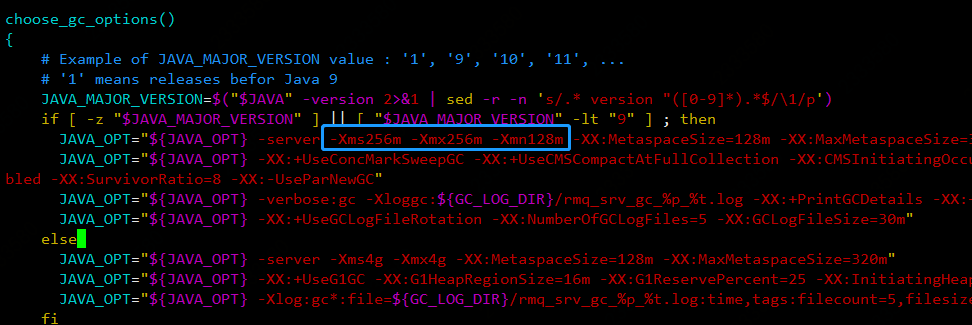 choose_gc_options()
{
    # Example of JAVA_MAJOR_VERSION value : '1', '9', '10', '11', ...
    # '1' means releases befor Java 9
    JAVA_MAJOR_VERSION=$("$JAVA" -version 2>&1 | sed -r -n 's/.* version "([0-9]*).*$/\1/p')
    if [ -z "$JAVA_MAJOR_VERSION" ] || [ "$JAVA_MAJOR_VERSION" -lt "9" ] ; then
      JAVA_OPT="${JAVA_OPT} -server -Xms256m -Xmx256m -Xmn128m -XX:MetaspaceSize=128m -XX:MaxMetaspaceSize=
      JAVA_OPT="${JAVA_OPT} -XX:+UseConcMarkSweepGC -XX:+UseCMSCompactAtFullCollection -XX:CMSInitiatingOccu
bled -XX:SurvivorRatio=8 -XX:-UseParNewGC"
      JAVA_OPT="${JAVA_OPT} -verbose:gc -Xloggc:${GC_LOG_DIR}/rmq_srv_gc_%p_%t.log -XX:+PrintGCDetails -XX:
      JAVA_OPT="${JAVA_OPT} -XX:+UseGCLogFileRotation -XX:NumberOfGCLogFiles=5 -XX:GCLogFileSize=30m"
    else
      JAVA_OPT="${JAVA_OPT} -server -Xms4g -Xmx4g -XX:MetaspaceSize=128m -XX:MaxMetaspaceSize=320m"
      JAVA_OPT="${JAVA_OPT} -XX:+UseG1GC -XX:G1HeapRegionSize=16m -XX:G1ReservePercent=25 -XX:InitiatingHeap
      JAVA_OPT="${JAVA_OPT} -Xlog:gc*:file=${GC_LOG_DIR}/rmq_srv_gc_%p_%t.log:time,tags:filecount=5,filesize
    fi